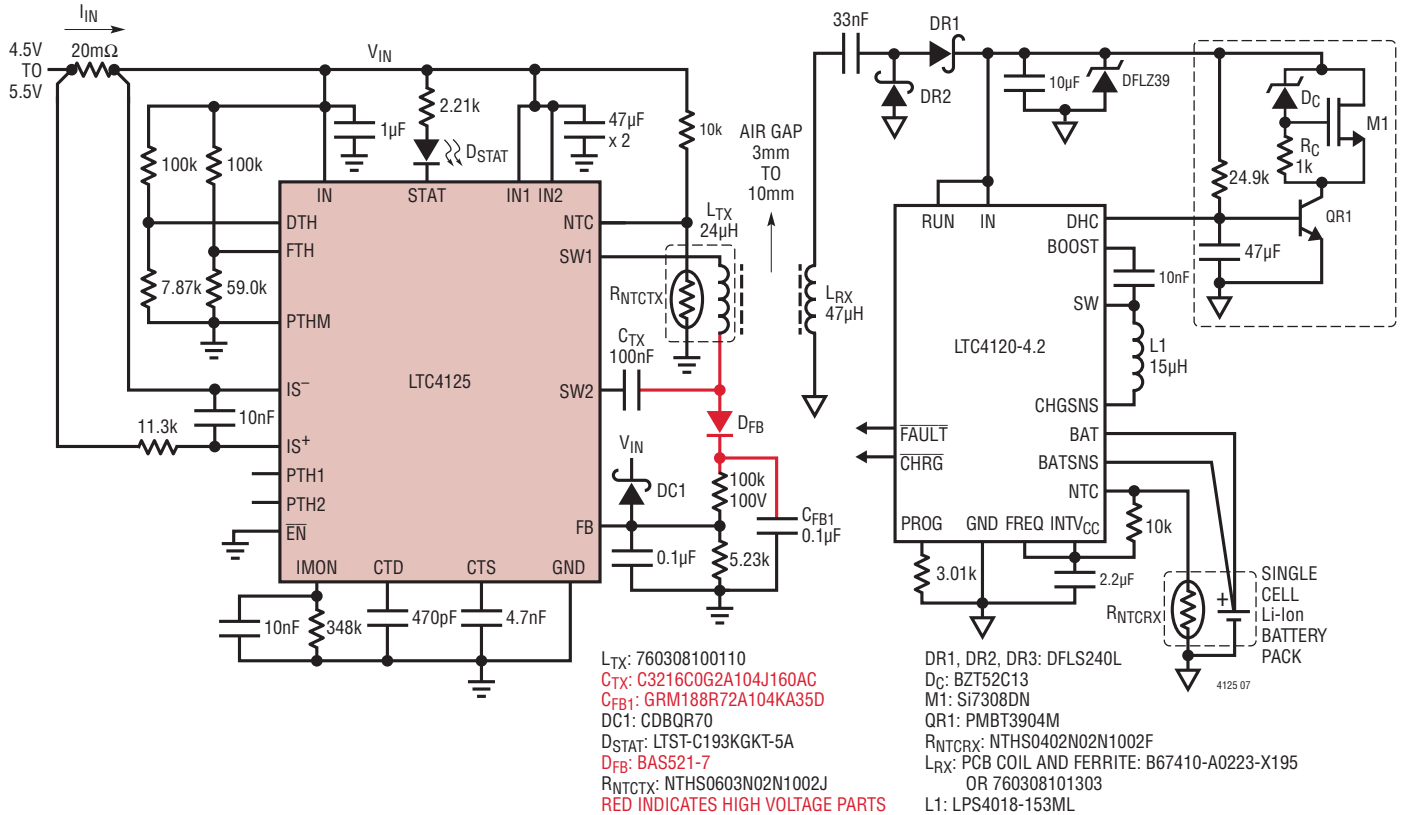 I_IN
4.5V
TO
5.5V
20mΩ
V_IN
1µF
2.21k
D_STAT
47µF
x 2
10k
100k
100k
7.87k
59.0k
IN
STAT
IN1
IN2
DTH
FTH
PTHM
IS⁻
IS⁺
PTH1
PTH2
E̅N̅
IMON
CTD
CTS
GND
NTC
SW1
SW2
FB
LTC4125
10nF
11.3k
10nF
348k
470pF
4.7nF
L_TX
24µH
R_NTCTX
C_TX
100nF
D_FB
V_IN
DC1
100k
100V
C_FB1
0.1µF
0.1µF
5.23k
AIR GAP
3mm
TO
10mm
L_RX
47µH
33nF
DR1
DR2
10µF
DFLZ39
24.9k
D_C
R_C
1k
M1
QR1
47µF
RUN
IN
DHC
BOOST
SW
CHGSNS
BAT
BATSNS
NTC
LTC4120-4.2
F̅A̅U̅L̅T̅
C̅H̅R̅G̅
PROG
GND
FREQ
INTV_CC
10nF
L1
15µH
10k
3.01k
2.2µF
R_NTCRX
+
SINGLE
CELL
Li-Ion
BATTERY
PACK
4125 07
L_TX: 760308100110
C_TX: C3216C0G2A104J160AC
C_FB1: GRM188R72A104KA35D
DC1: CDBQR70
D_STAT: LTST-C193KGKT-5A
D_FB: BAS521-7
R_NTCTX: NTHS0603N02N1002J
RED INDICATES HIGH VOLTAGE PARTS
DR1, DR2, DR3: DFLS240L
D_C: BZT52C13
M1: Si7308DN
QR1: PMBT3904M
R_NTCRX: NTHS0402N02N1002F
L_RX: PCB COIL AND FERRITE: B67410-A0223-X195
OR 760308101303
L1: LPS4018-153ML